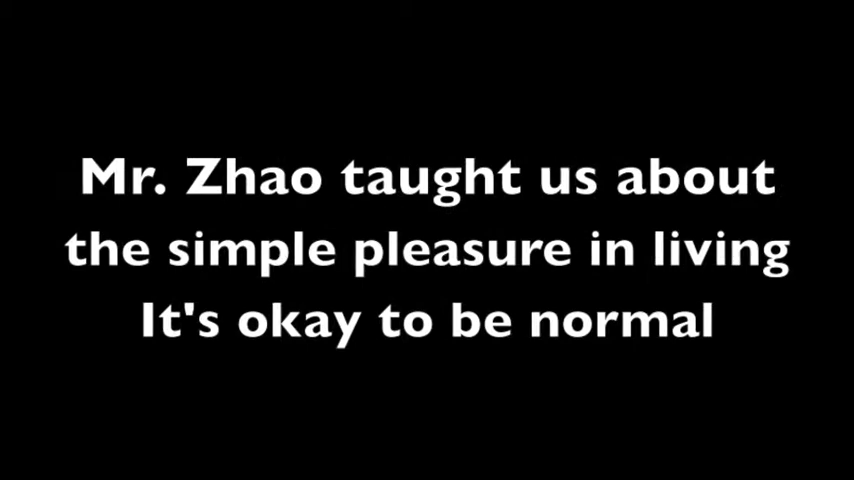 Mr. Zhao taught us about
the simple pleasure in living
It's okay to be normal